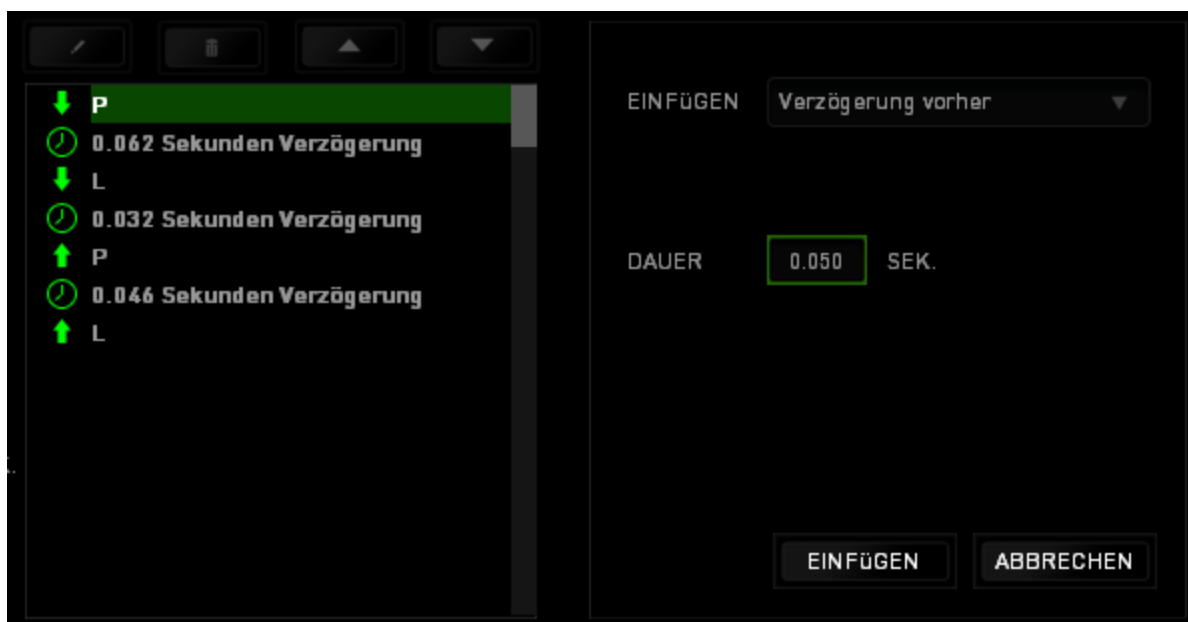 P
0.062 Sekunden Verzögerung
L
0.032 Sekunden Verzögerung
P
0.046 Sekunden Verzögerung
L
EINFüGEN Verzögerung vorher
DAUER 0.050 SEK.
EINFüGEN ABBRECHEN